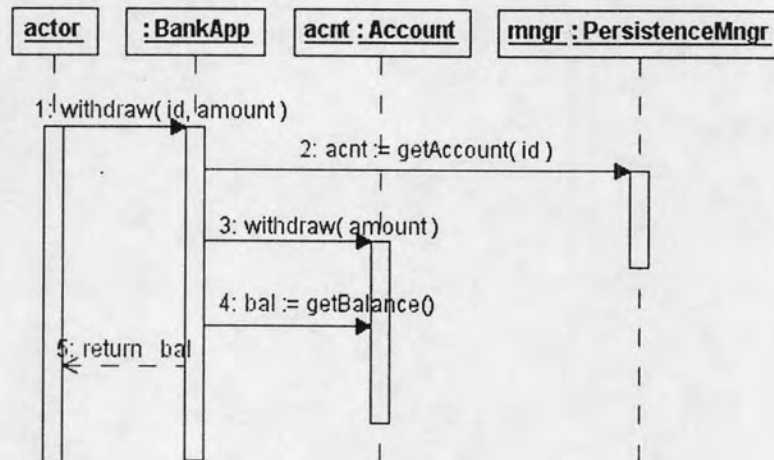 actor
: BankApp
acnt : Account
mngr : PersistenceMngr
1: withdraw( id, amount )
2: acnt := getAccount( id )
3: withdraw( amount )
4: bal := getBalance()
5: return bal